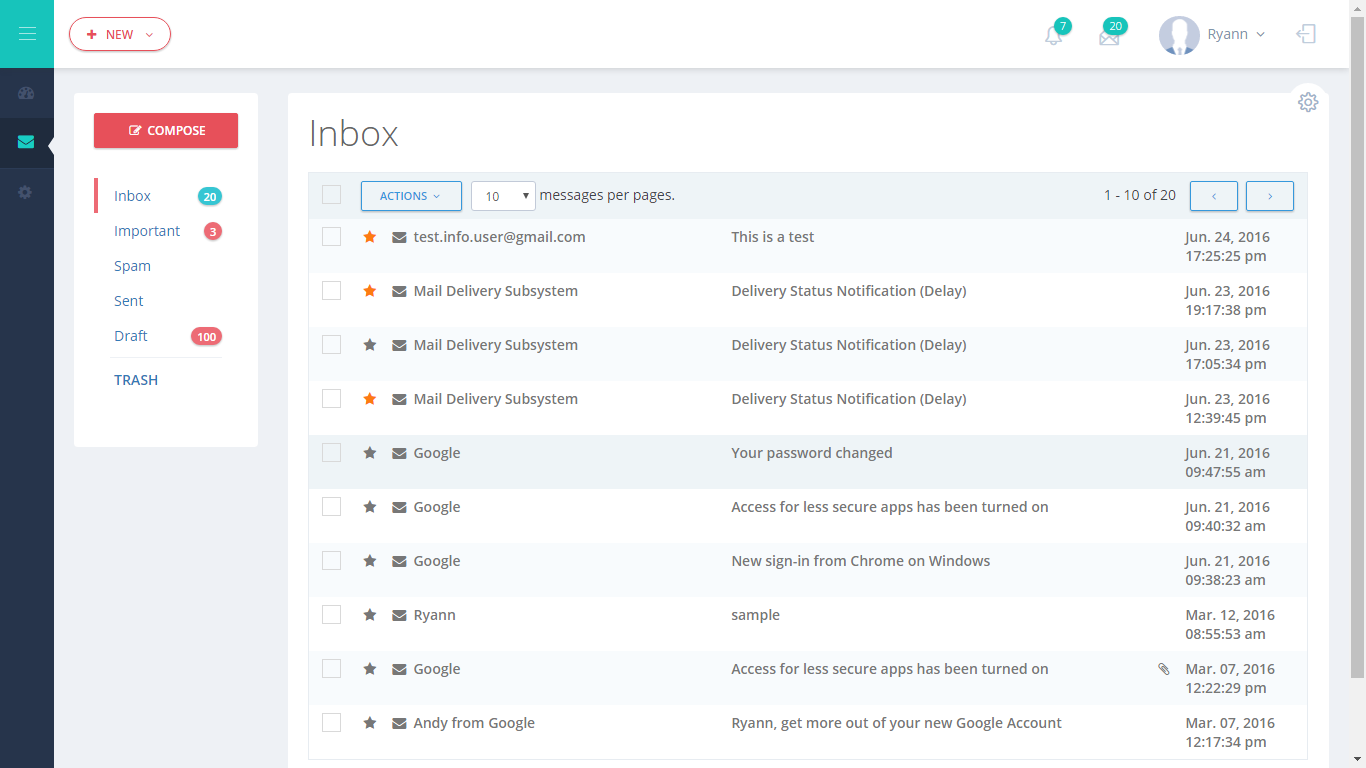 NEW
7
20
Ryann
COMPOSE
Inbox 20
Important 3
Spam
Sent
Draft 100
TRASH
Inbox
ACTIONS 10 messages per pages. 1 - 10 of 20 ‹ ›
test.info.user@gmail.com This is a test Jun. 24, 2016
17:25:25 pm
Mail Delivery Subsystem Delivery Status Notification (Delay) Jun. 23, 2016
19:17:38 pm
Mail Delivery Subsystem Delivery Status Notification (Delay) Jun. 23, 2016
17:05:34 pm
Mail Delivery Subsystem Delivery Status Notification (Delay) Jun. 23, 2016
12:39:45 pm
Google Your password changed Jun. 21, 2016
09:47:55 am
Google Access for less secure apps has been turned on Jun. 21, 2016
09:40:32 am
Google New sign-in from Chrome on Windows Jun. 21, 2016
09:38:23 am
Ryann sample Mar. 12, 2016
08:55:53 am
Google Access for less secure apps has been turned on Mar. 07, 2016
12:22:29 pm
Andy from Google Ryann, get more out of your new Google Account Mar. 07, 2016
12:17:34 pm